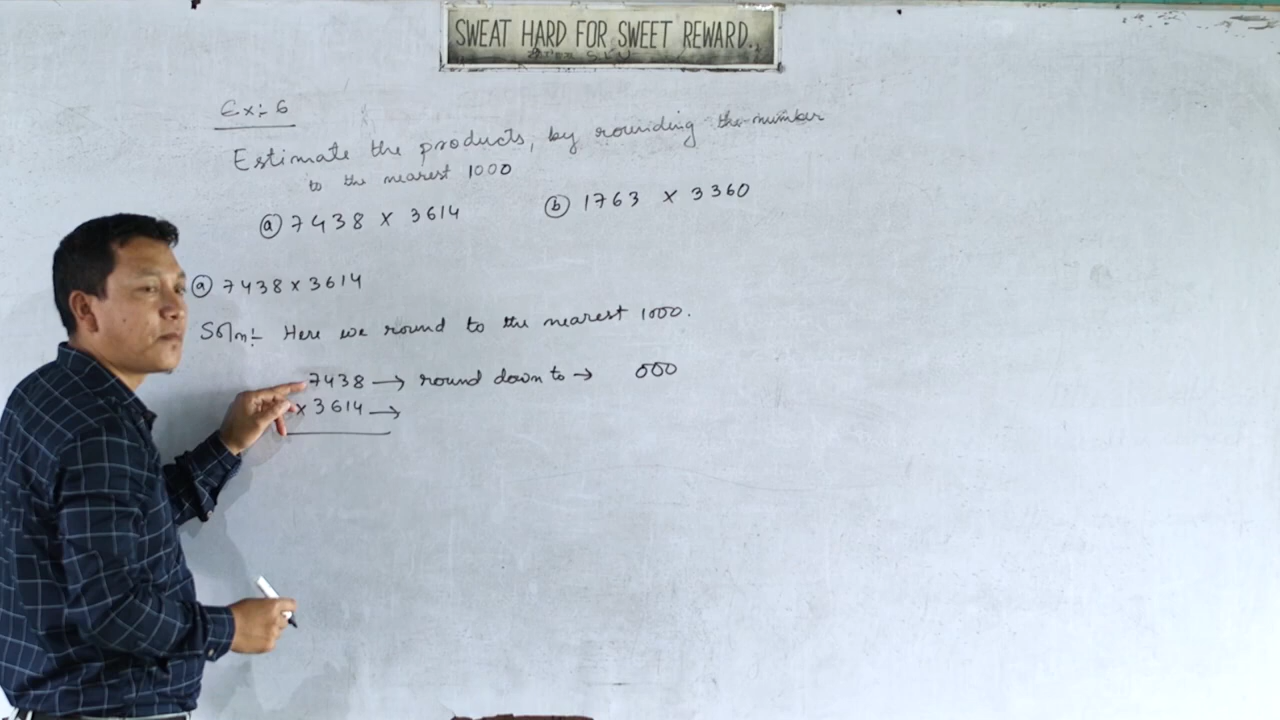 SWEAT HARD FOR SWEET REWARD.
Ex:- 6
Estimate the products, by rounding the number
to the nearest 1000
(a) 7438 × 3614 (b) 1763 × 3360
(a) 7438 × 3614
Soln:- Here we round to the nearest 1000.
7438 → round down to → 000
× 3614 →